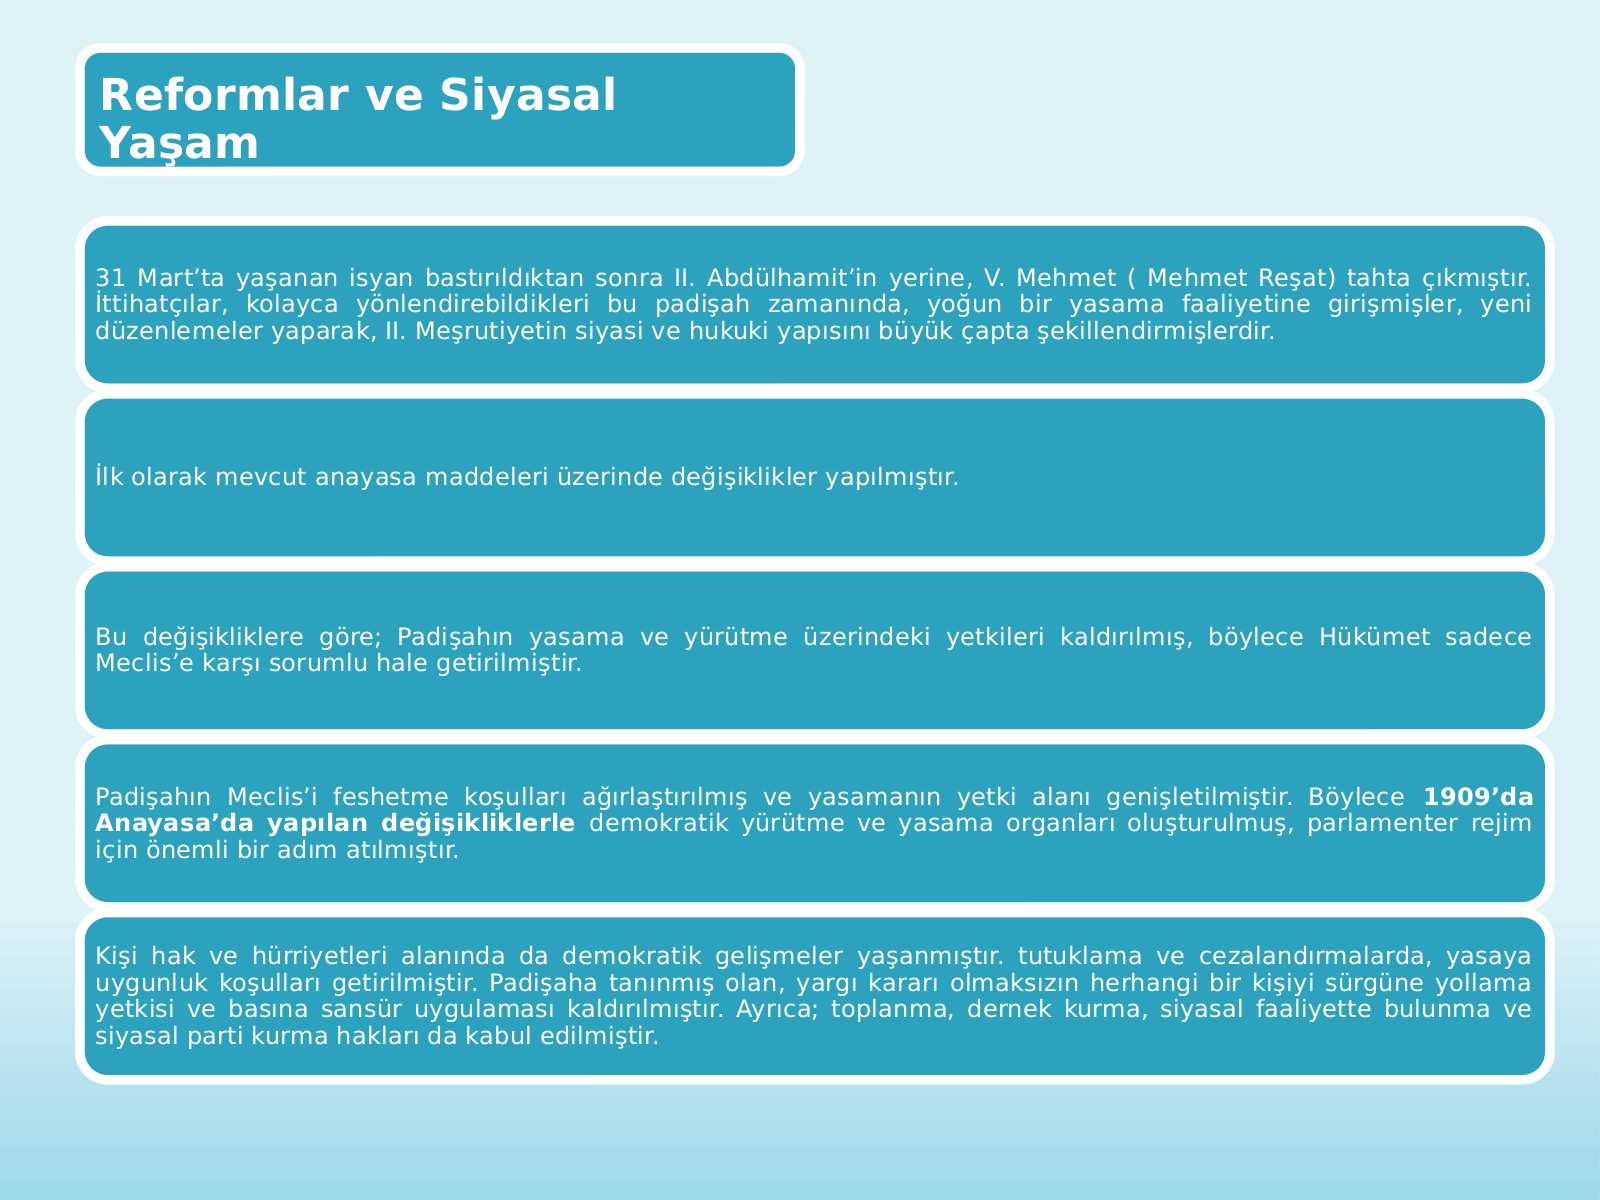 Reformlar ve Siyasal
Yaşam
31 Mart’ta yaşanan isyan bastırıldıktan sonra II. Abdülhamit’in yerine, V. Mehmet ( Mehmet Reşat) tahta çıkmıştır.
İttihatçılar, kolayca yönlendirebildikleri bu padişah zamanında, yoğun bir yasama faaliyetine girişmişler, yeni
düzenlemeler yaparak, II. Meşrutiyetin siyasi ve hukuki yapısını büyük çapta şekillendirmişlerdir.
İlk olarak mevcut anayasa maddeleri üzerinde değişiklikler yapılmıştır.
Bu değişikliklere göre; Padişahın yasama ve yürütme üzerindeki yetkileri kaldırılmış, böylece Hükümet sadece
Meclis’e karşı sorumlu hale getirilmiştir.
Padişahın Meclis’i feshetme koşulları ağırlaştırılmış ve yasamanın yetki alanı genişletilmiştir. Böylece 1909’da
Anayasa’da yapılan değişikliklerle demokratik yürütme ve yasama organları oluşturulmuş, parlamenter rejim
için önemli bir adım atılmıştır.
Kişi hak ve hürriyetleri alanında da demokratik gelişmeler yaşanmıştır. tutuklama ve cezalandırmalarda, yasaya
uygunluk koşulları getirilmiştir. Padişaha tanınmış olan, yargı kararı olmaksızın herhangi bir kişiyi sürgüne yollama
yetkisi ve basına sansür uygulaması kaldırılmıştır. Ayrıca; toplanma, dernek kurma, siyasal faaliyette bulunma ve
siyasal parti kurma hakları da kabul edilmiştir.